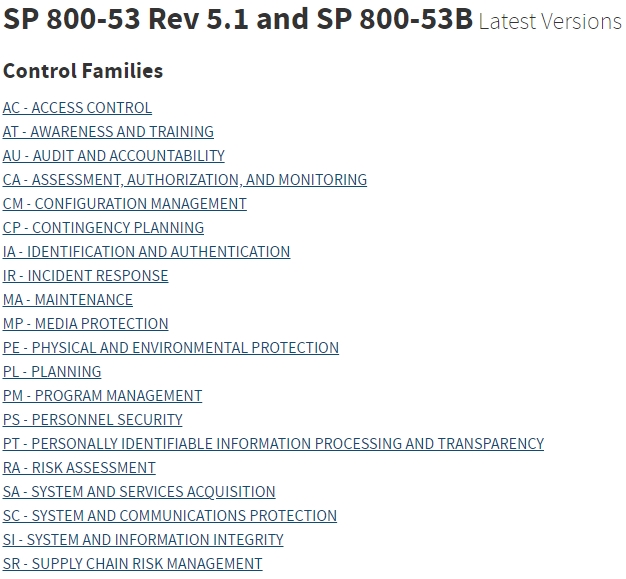 SP 800-53 Rev 5.1 and SP 800-53B Latest Versions
Control Families
AC - ACCESS CONTROL
AT - AWARENESS AND TRAINING
AU - AUDIT AND ACCOUNTABILITY
CA - ASSESSMENT, AUTHORIZATION, AND MONITORING
CM - CONFIGURATION MANAGEMENT
CP - CONTINGENCY PLANNING
IA - IDENTIFICATION AND AUTHENTICATION
IR - INCIDENT RESPONSE
MA - MAINTENANCE
MP - MEDIA PROTECTION
PE - PHYSICAL AND ENVIRONMENTAL PROTECTION
PL - PLANNING
PM - PROGRAM MANAGEMENT
PS - PERSONNEL SECURITY
PT - PERSONALLY IDENTIFIABLE INFORMATION PROCESSING AND TRANSPARENCY
RA - RISK ASSESSMENT
SA - SYSTEM AND SERVICES ACQUISITION
SC - SYSTEM AND COMMUNICATIONS PROTECTION
SI - SYSTEM AND INFORMATION INTEGRITY
SR - SUPPLY CHAIN RISK MANAGEMENT